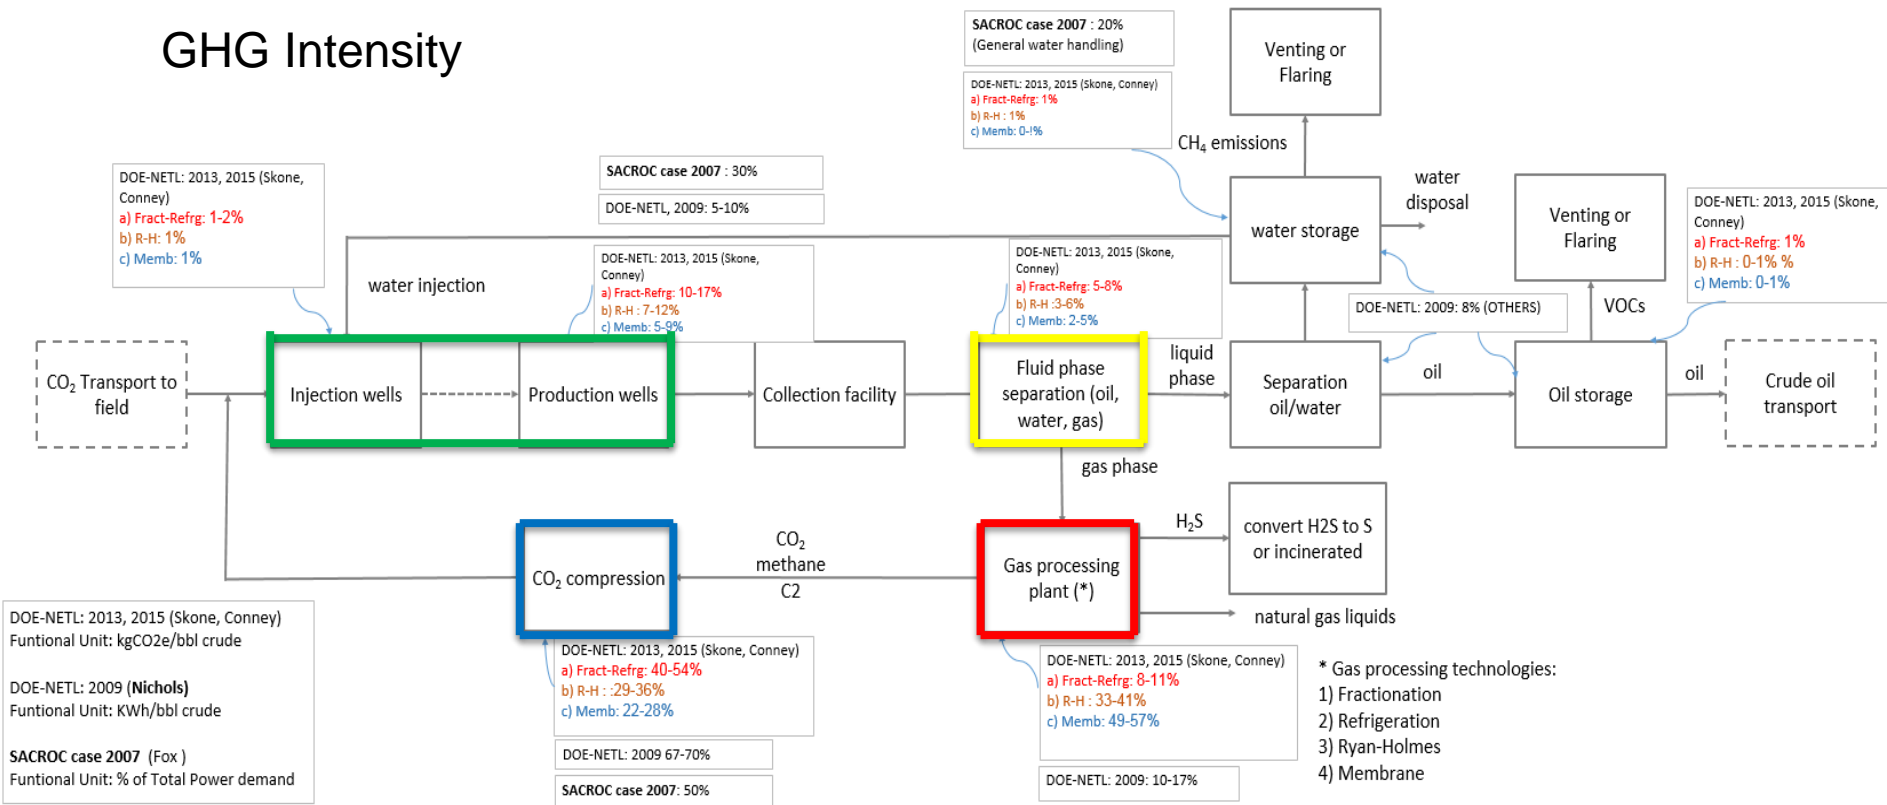 GHG Intensity
SACROC case 2007 : 20%
(General water handling)
DOE-NETL: 2013, 2015 (Skone, Conney)
a) Fract-Refrg: 1%
b) R-H : 1%
c) Memb: 0-!%
Venting or
Flaring
CH₄ emissions
DOE-NETL: 2013, 2015 (Skone,
Conney)
a) Fract-Refrg: 1-2%
b) R-H: 1%
c) Memb: 1%
SACROC case 2007 : 30%
DOE-NETL, 2009: 5-10%
water storage
water
disposal
Venting or
Flaring
DOE-NETL: 2013, 2015 (Skone,
Conney)
a) Fract-Refrg: 1%
b) R-H : 0-1% %
c) Memb: 0-1%
water injection
DOE-NETL: 2013, 2015 (Skone,
Conney)
a) Fract-Refrg: 10-17%
b) R-H : 7-12%
c) Memb: 5-9%
DOE-NETL: 2013, 2015 (Skone,
Conney)
a) Fract-Refrg: 5-8%
b) R-H :3-6%
c) Memb: 2-5%
DOE-NETL: 2009: 8% (OTHERS)
VOCs
CO₂ Transport to
field
Injection wells
Production wells
Collection facility
Fluid phase
separation (oil,
water, gas)
liquid
phase
Separation
oil/water
oil
Oil storage
oil
Crude oil
transport
gas phase
CO₂ compression
CO₂
methane
C2
Gas processing
plant (*)
H₂S
convert H2S to S
or incinerated
natural gas liquids
DOE-NETL: 2013, 2015 (Skone, Conney)
Funtional Unit: kgCO2e/bbl crude
DOE-NETL: 2009 (Nichols)
Funtional Unit: KWh/bbl crude
SACROC case 2007 (Fox )
Funtional Unit: % of Total Power demand
DOE-NETL: 2013, 2015 (Skone, Conney)
a) Fract-Refrg: 40-54%
b) R-H : :29-36%
c) Memb: 22-28%
DOE-NETL: 2009 67-70%
SACROC case 2007: 50%
DOE-NETL: 2013, 2015 (Skone, Conney)
a) Fract-Refrg: 8-11%
b) R-H : 33-41%
c) Memb: 49-57%
DOE-NETL: 2009: 10-17%
* Gas processing technologies:
1) Fractionation
2) Refrigeration
3) Ryan-Holmes
4) Membrane